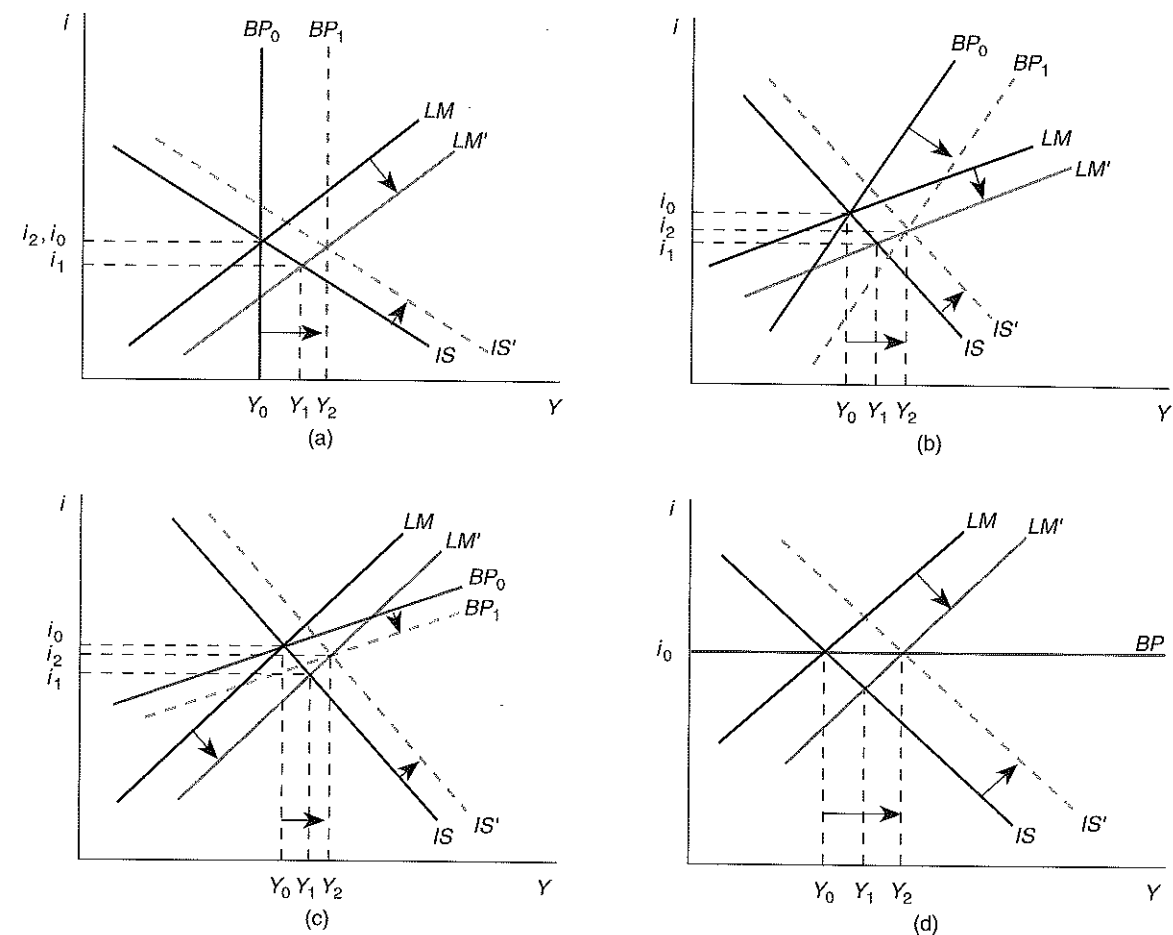 i
BP₀
BP₁
LM
LM'
i₂, i₀
i₁
IS
IS'
Y₀
Y₁
Y₂
Y
(a)
i
BP₀
BP₁
LM
LM'
i₀
i₂
i₁
IS'
IS
Y₀
Y₁
Y₂
Y
(b)
i
LM
LM'
BP₀
BP₁
i₀
i₂
i₁
IS
IS'
Y₀
Y₁
Y₂
Y
(c)
i
LM
LM'
i₀
BP
IS
IS'
Y₀
Y₁
Y₂
Y
(d)